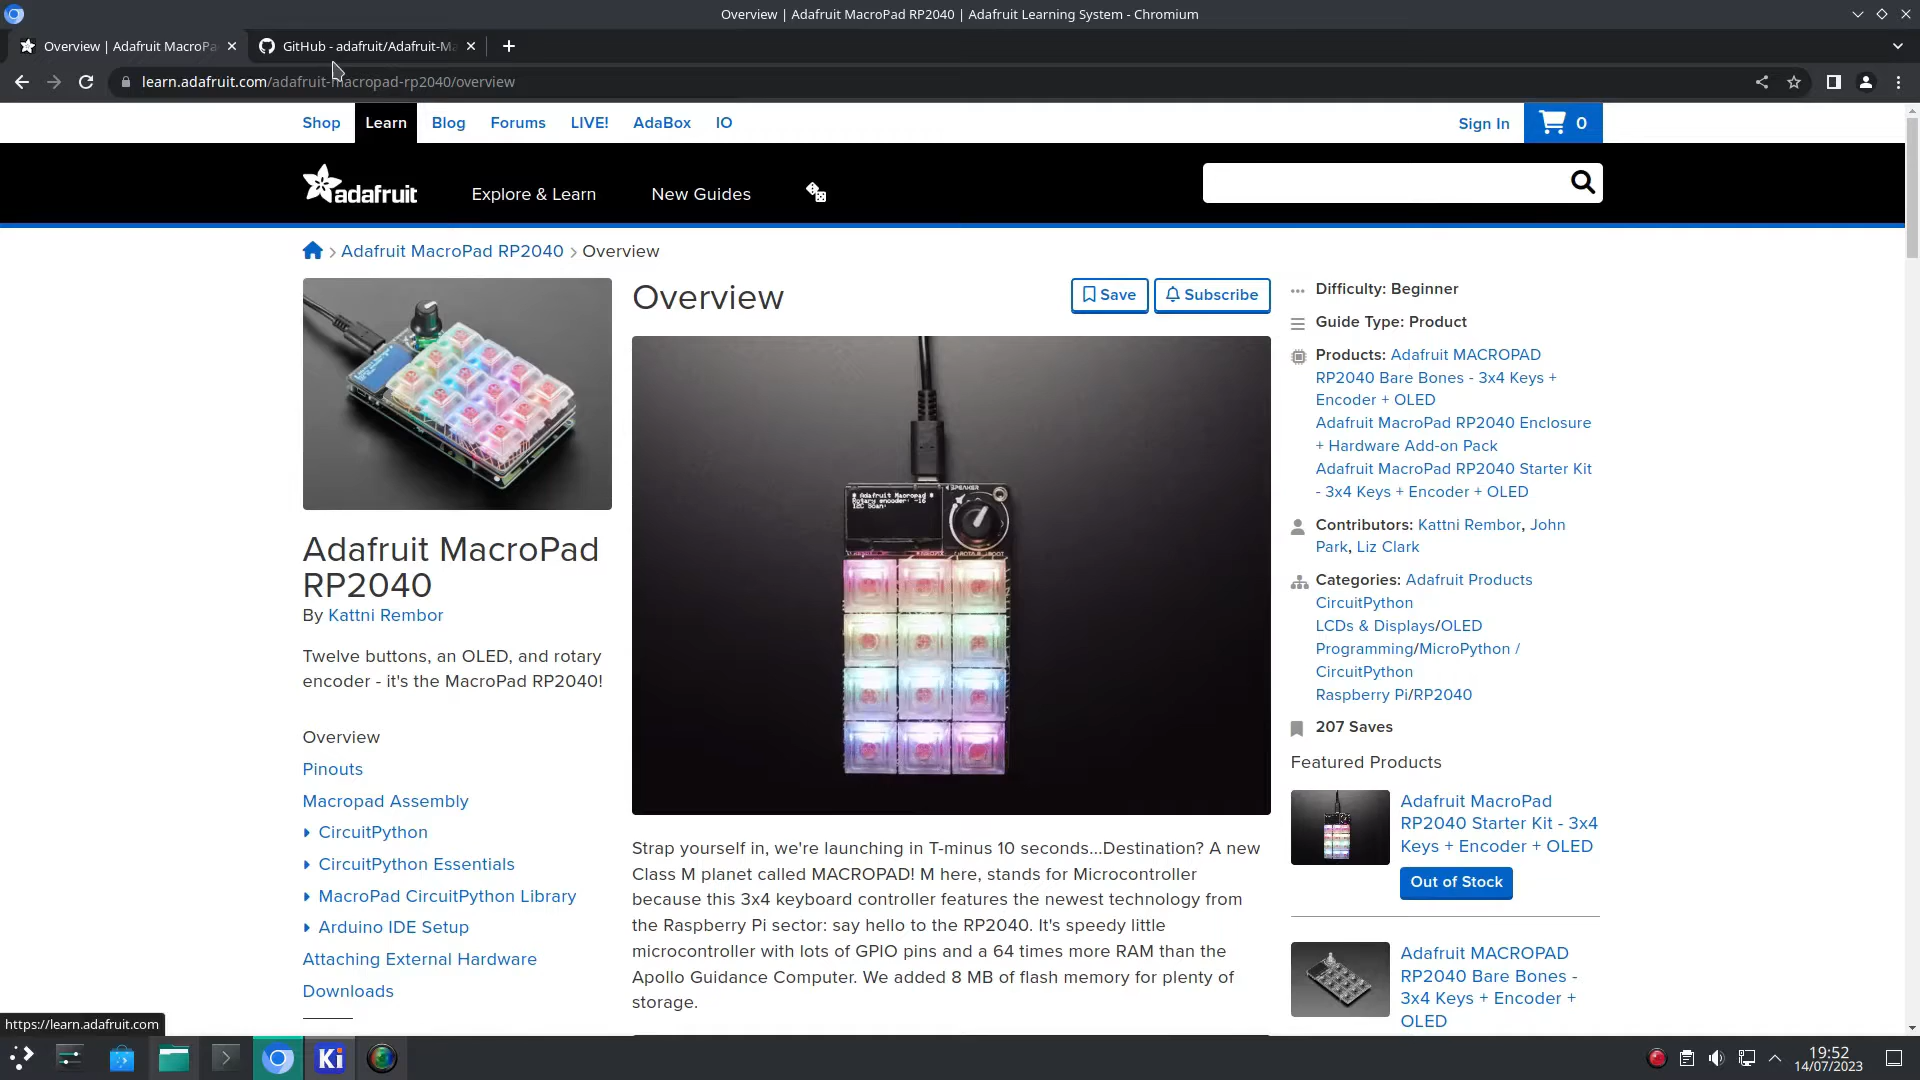 Overview | Adafruit MacroPad RP2040 | Adafruit Learning System - Chromium
Overview | Adafruit MacroPa
GitHub - adafruit/Adafruit-Ma
learn.adafruit.com/adafruit-macropad-rp2040/overview
Shop
Learn
Blog
Forums
LIVE!
AdaBox
IO
Sign In
0
adafruit
Explore & Learn
New Guides
Adafruit MacroPad RP2040
Overview
Adafruit MacroPad
RP2040
By Kattni Rembor
Twelve buttons, an OLED, and rotary
encoder - it's the MacroPad RP2040!
Overview
Pinouts
Macropad Assembly
CircuitPython
CircuitPython Essentials
MacroPad CircuitPython Library
Arduino IDE Setup
Attaching External Hardware
Downloads
Overview
Save
Subscribe
* Adafruit Macropad *
Rotary encoder: -16
I2C Scan:
SPEAKER
Strap yourself in, we're launching in T-minus 10 seconds...Destination? A new
Class M planet called MACROPAD! M here, stands for Microcontroller
because this 3x4 keyboard controller features the newest technology from
the Raspberry Pi sector: say hello to the RP2040. It's speedy little
microcontroller with lots of GPIO pins and a 64 times more RAM than the
Apollo Guidance Computer. We added 8 MB of flash memory for plenty of
storage.
Difficulty: Beginner
Guide Type: Product
Products: Adafruit MACROPAD
RP2040 Bare Bones - 3x4 Keys +
Encoder + OLED
Adafruit MacroPad RP2040 Enclosure
+ Hardware Add-on Pack
Adafruit MacroPad RP2040 Starter Kit
- 3x4 Keys + Encoder + OLED
Contributors: Kattni Rembor, John
Park, Liz Clark
Categories: Adafruit Products
CircuitPython
LCDs & Displays/OLED
Programming/MicroPython /
CircuitPython
Raspberry Pi/RP2040
207 Saves
Featured Products
Adafruit MacroPad
RP2040 Starter Kit - 3x4
Keys + Encoder + OLED
Out of Stock
Adafruit MACROPAD
RP2040 Bare Bones -
3x4 Keys + Encoder +
OLED
https://learn.adafruit.com
Ki
19:52
14/07/2023